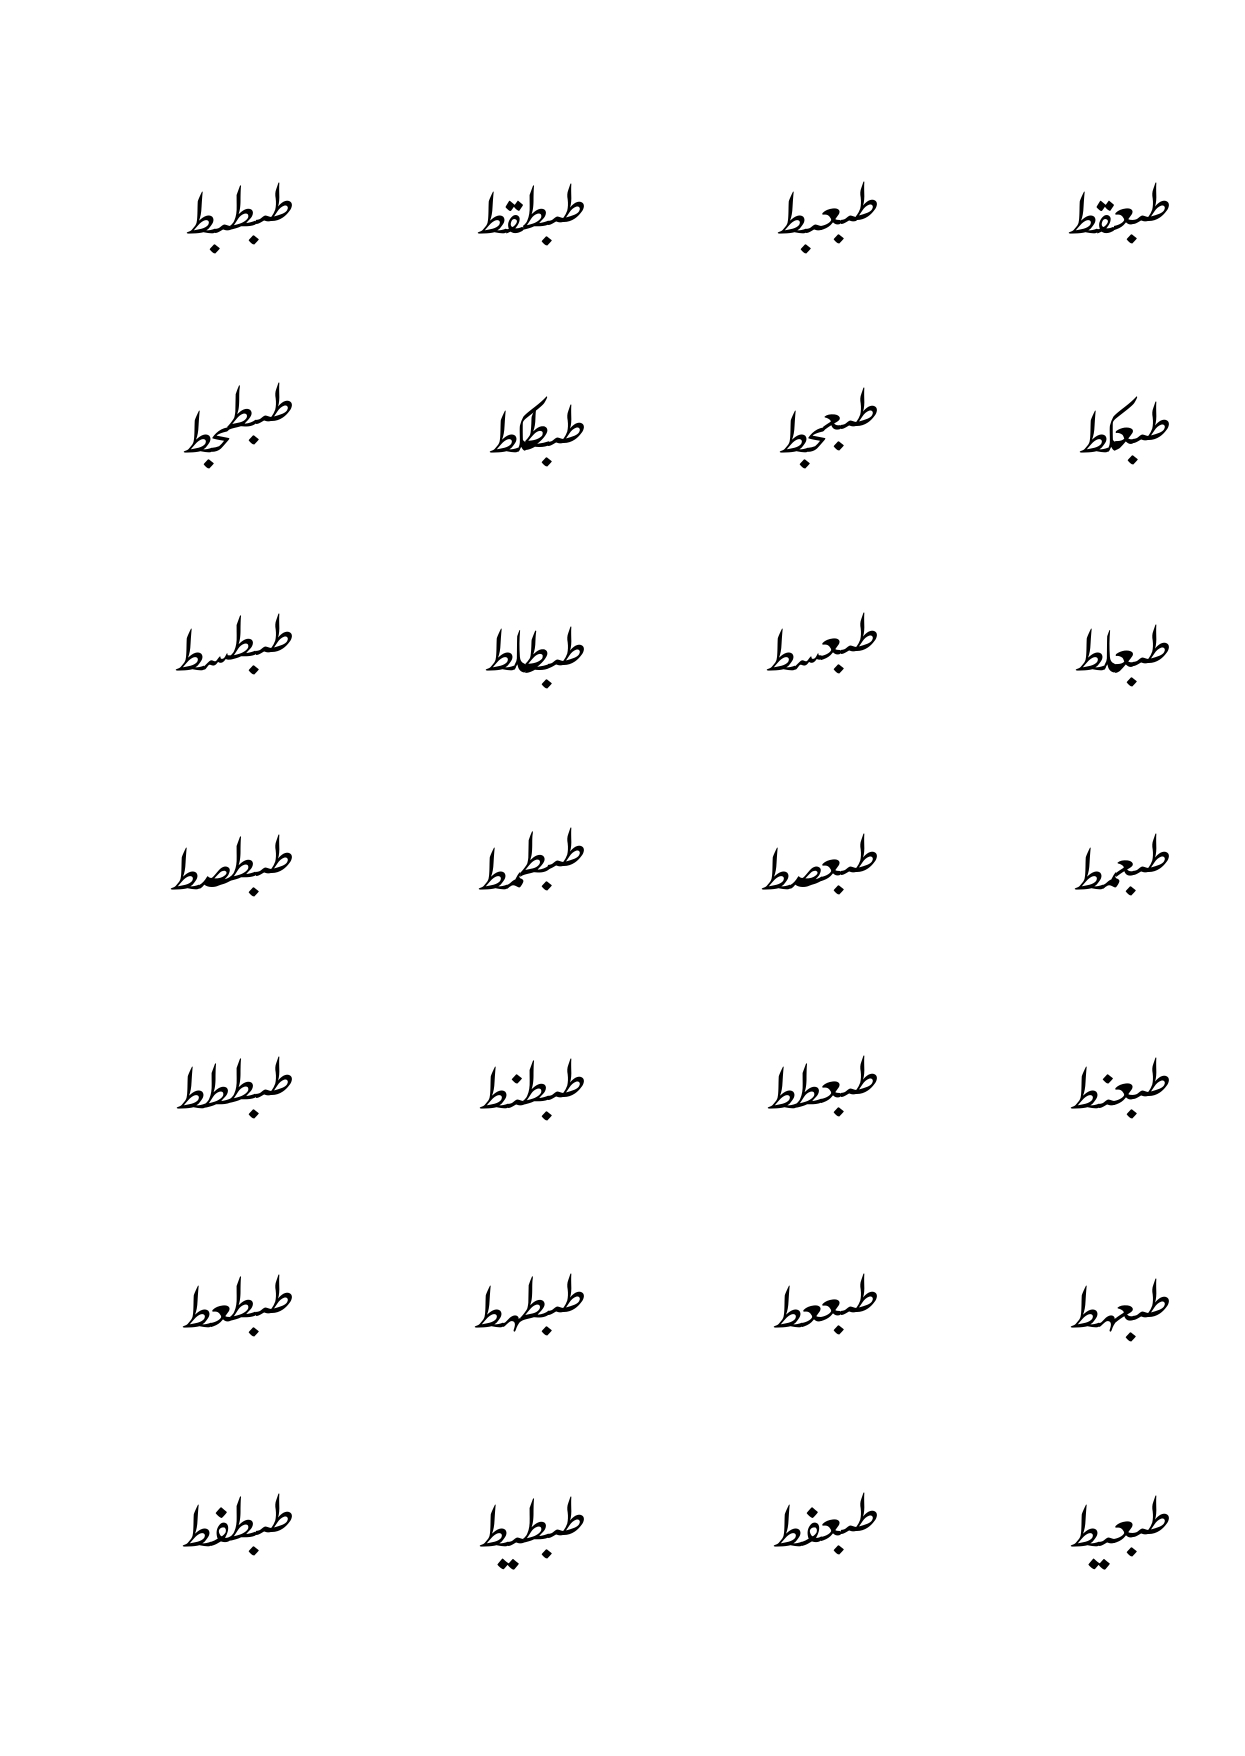 طبعقط طبعبط طبطقط طبطبط
طبعكط طبعجط طبطكط طبطجط
طبعلط طبعسط طبطلط طبطسط
طبعمط طبعصط طبطمط طبطصط
طبعنط طبعطط طبطنط طبططط
طبعهط طبععط طبطهط طبطعط
طبعيط طبعفط طبطيط طبطفط